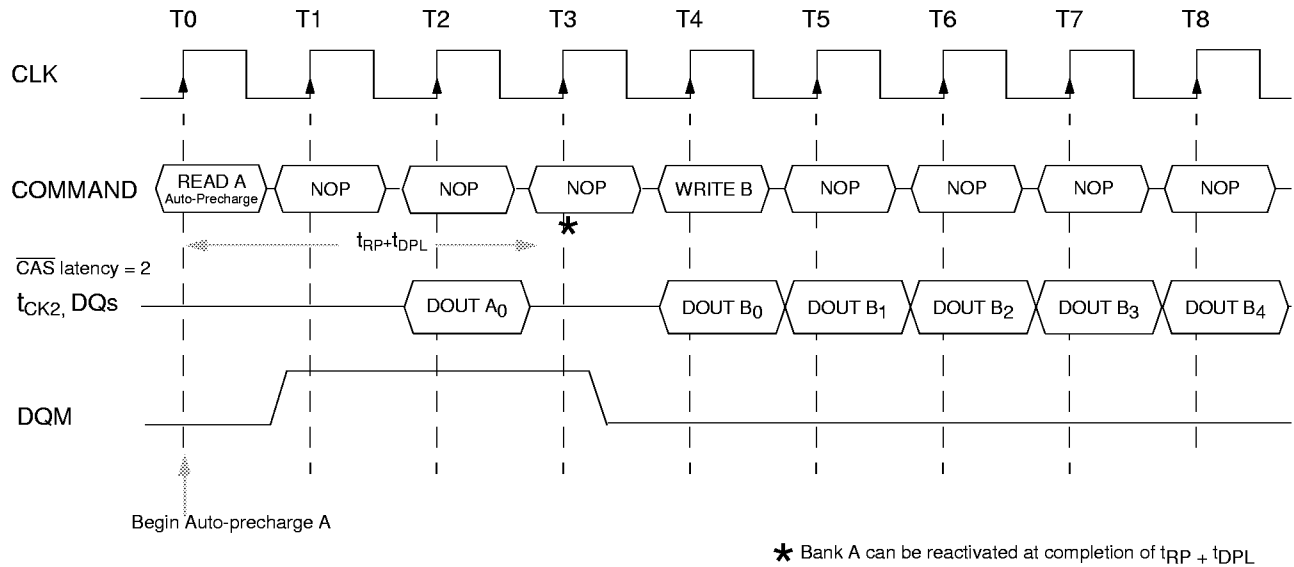 T0 T1 T2 T3 T4 T5 T6 T7 T8
CLK
COMMAND READ A NOP NOP NOP WRITE B NOP NOP NOP NOP
Auto-Precharge
*
tRP+tDPL
CAS latency = 2
tCK2, DQs DOUT A0 DOUT B0 DOUT B1 DOUT B2 DOUT B3 DOUT B4
DQM
Begin Auto-precharge A
* Bank A can be reactivated at completion of tRP + tDPL